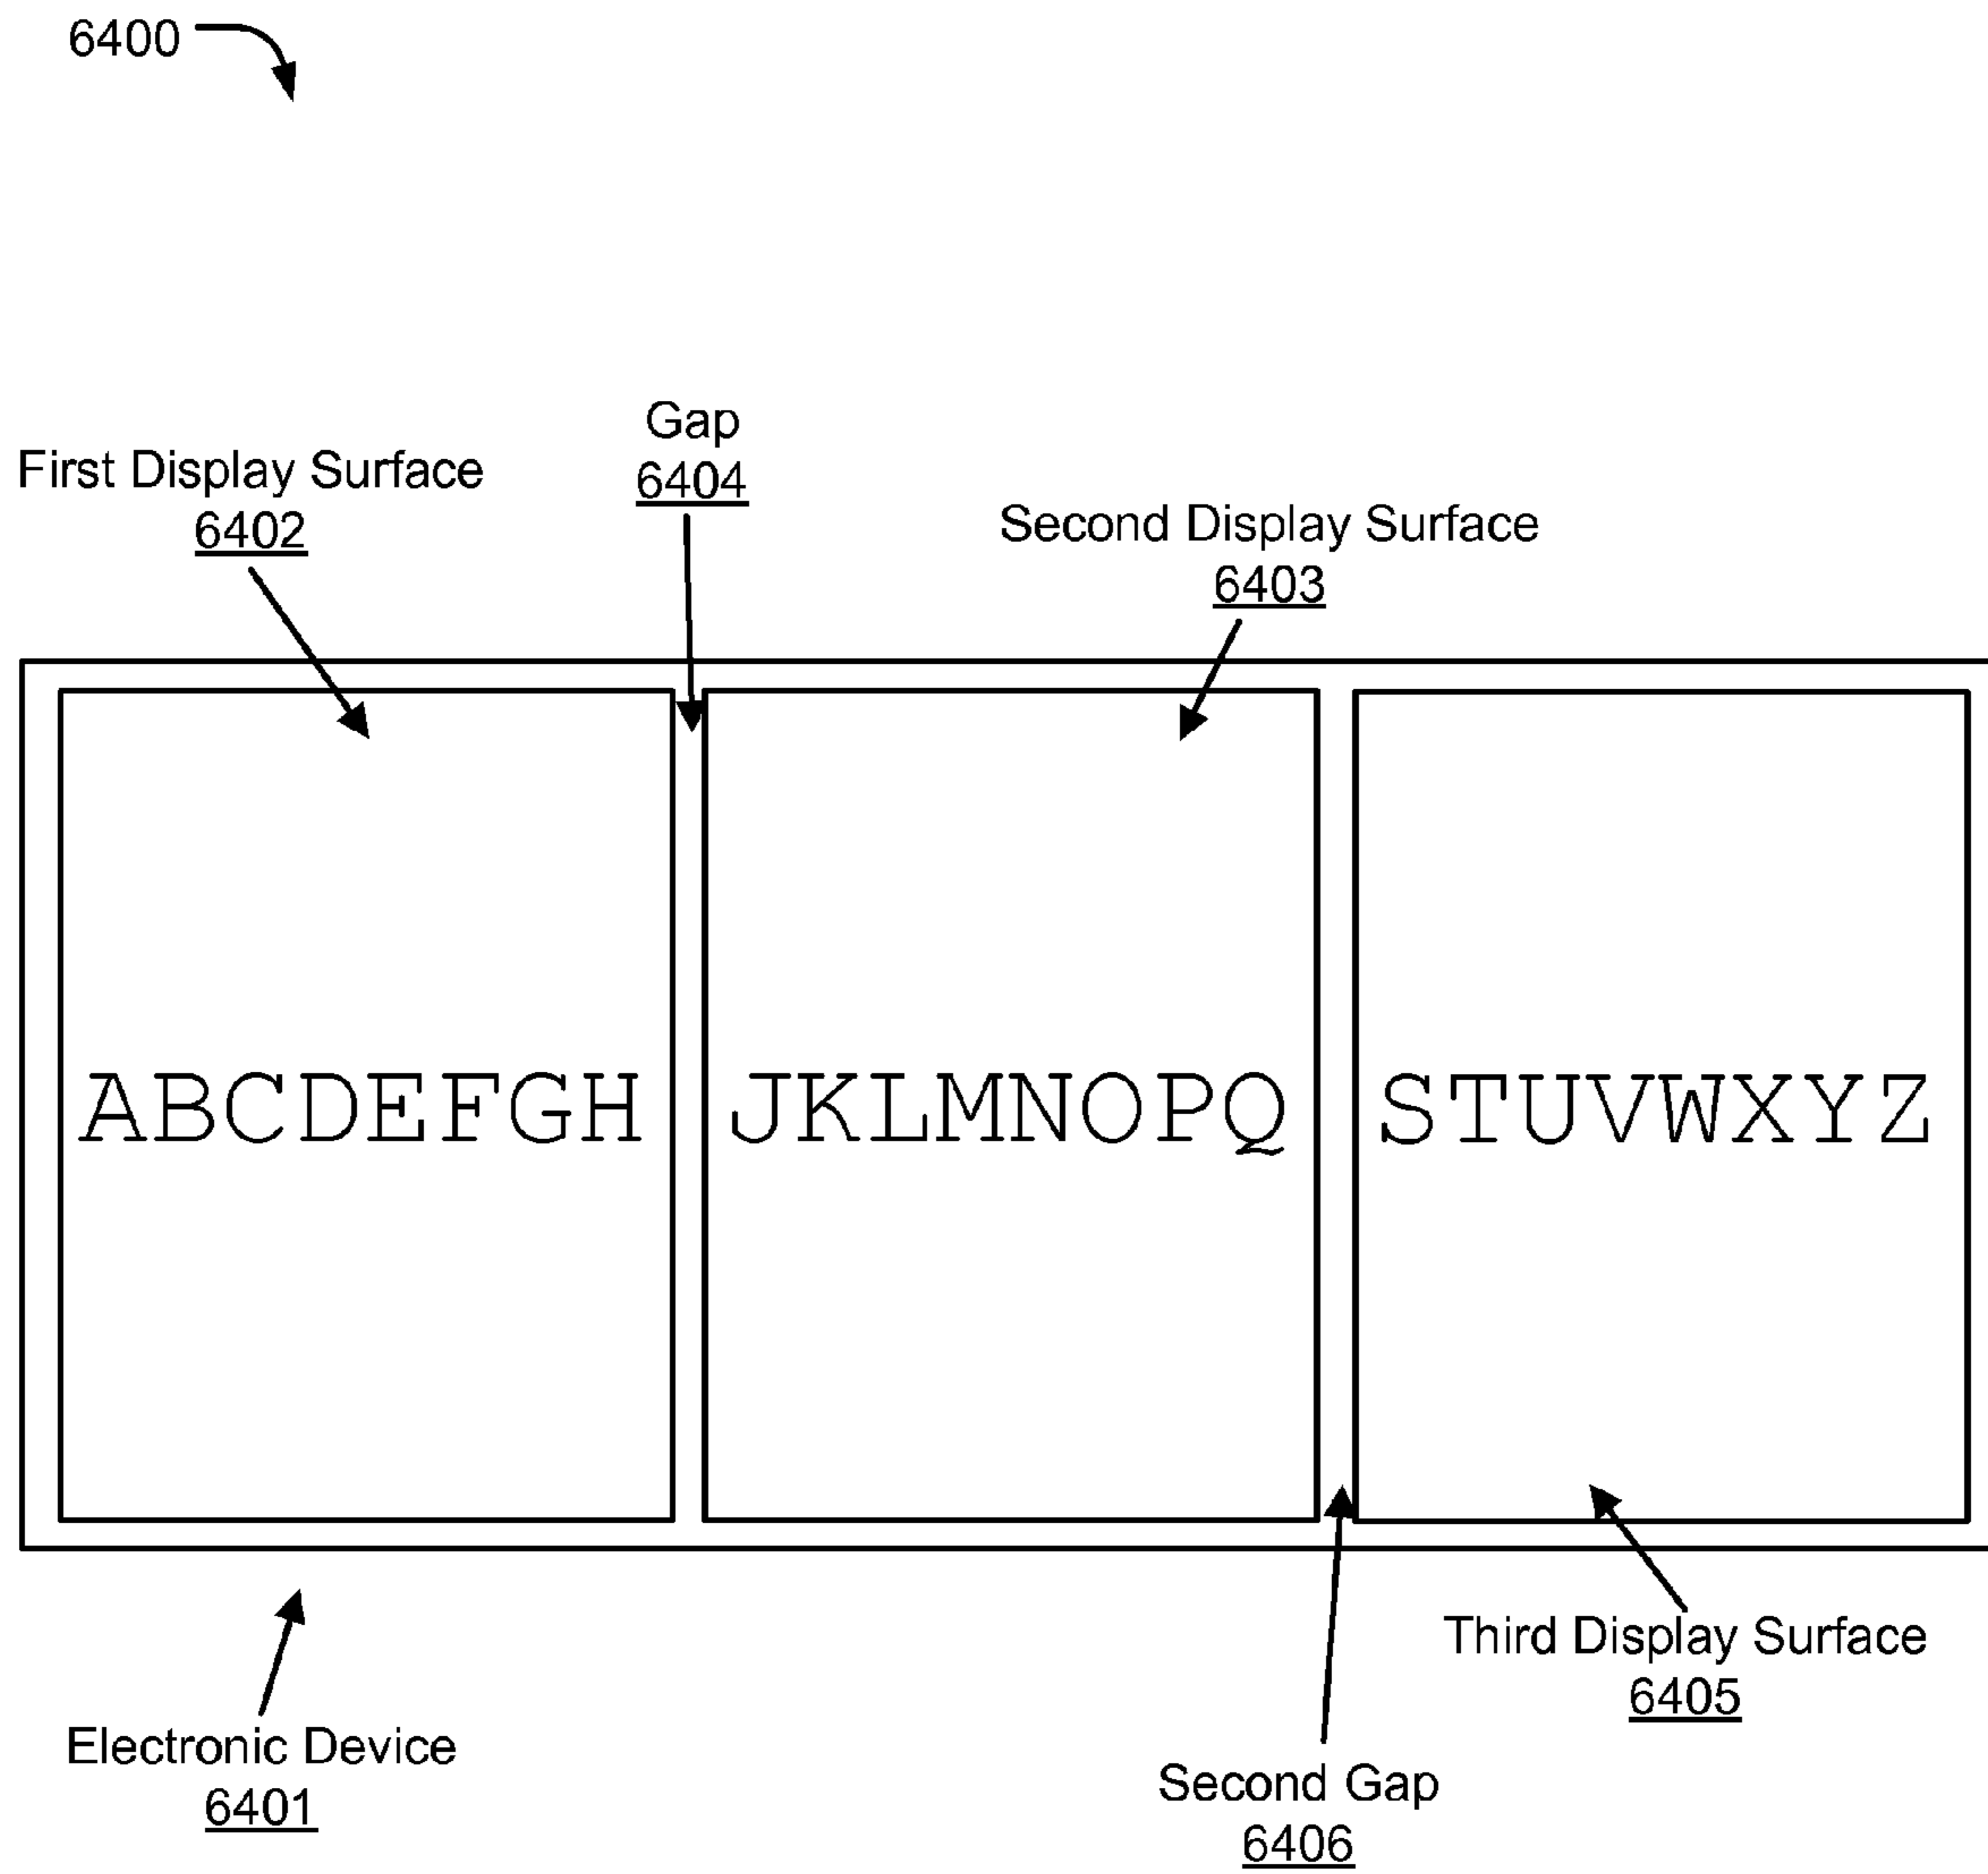 6400
Gap
6404
First Display Surface
6402
Second Display Surface
6403
ABCDEFGH
JKLMNOPQ
STUVWXYZ
Third Display Surface
6405
Electronic Device
6401
Second Gap
6406